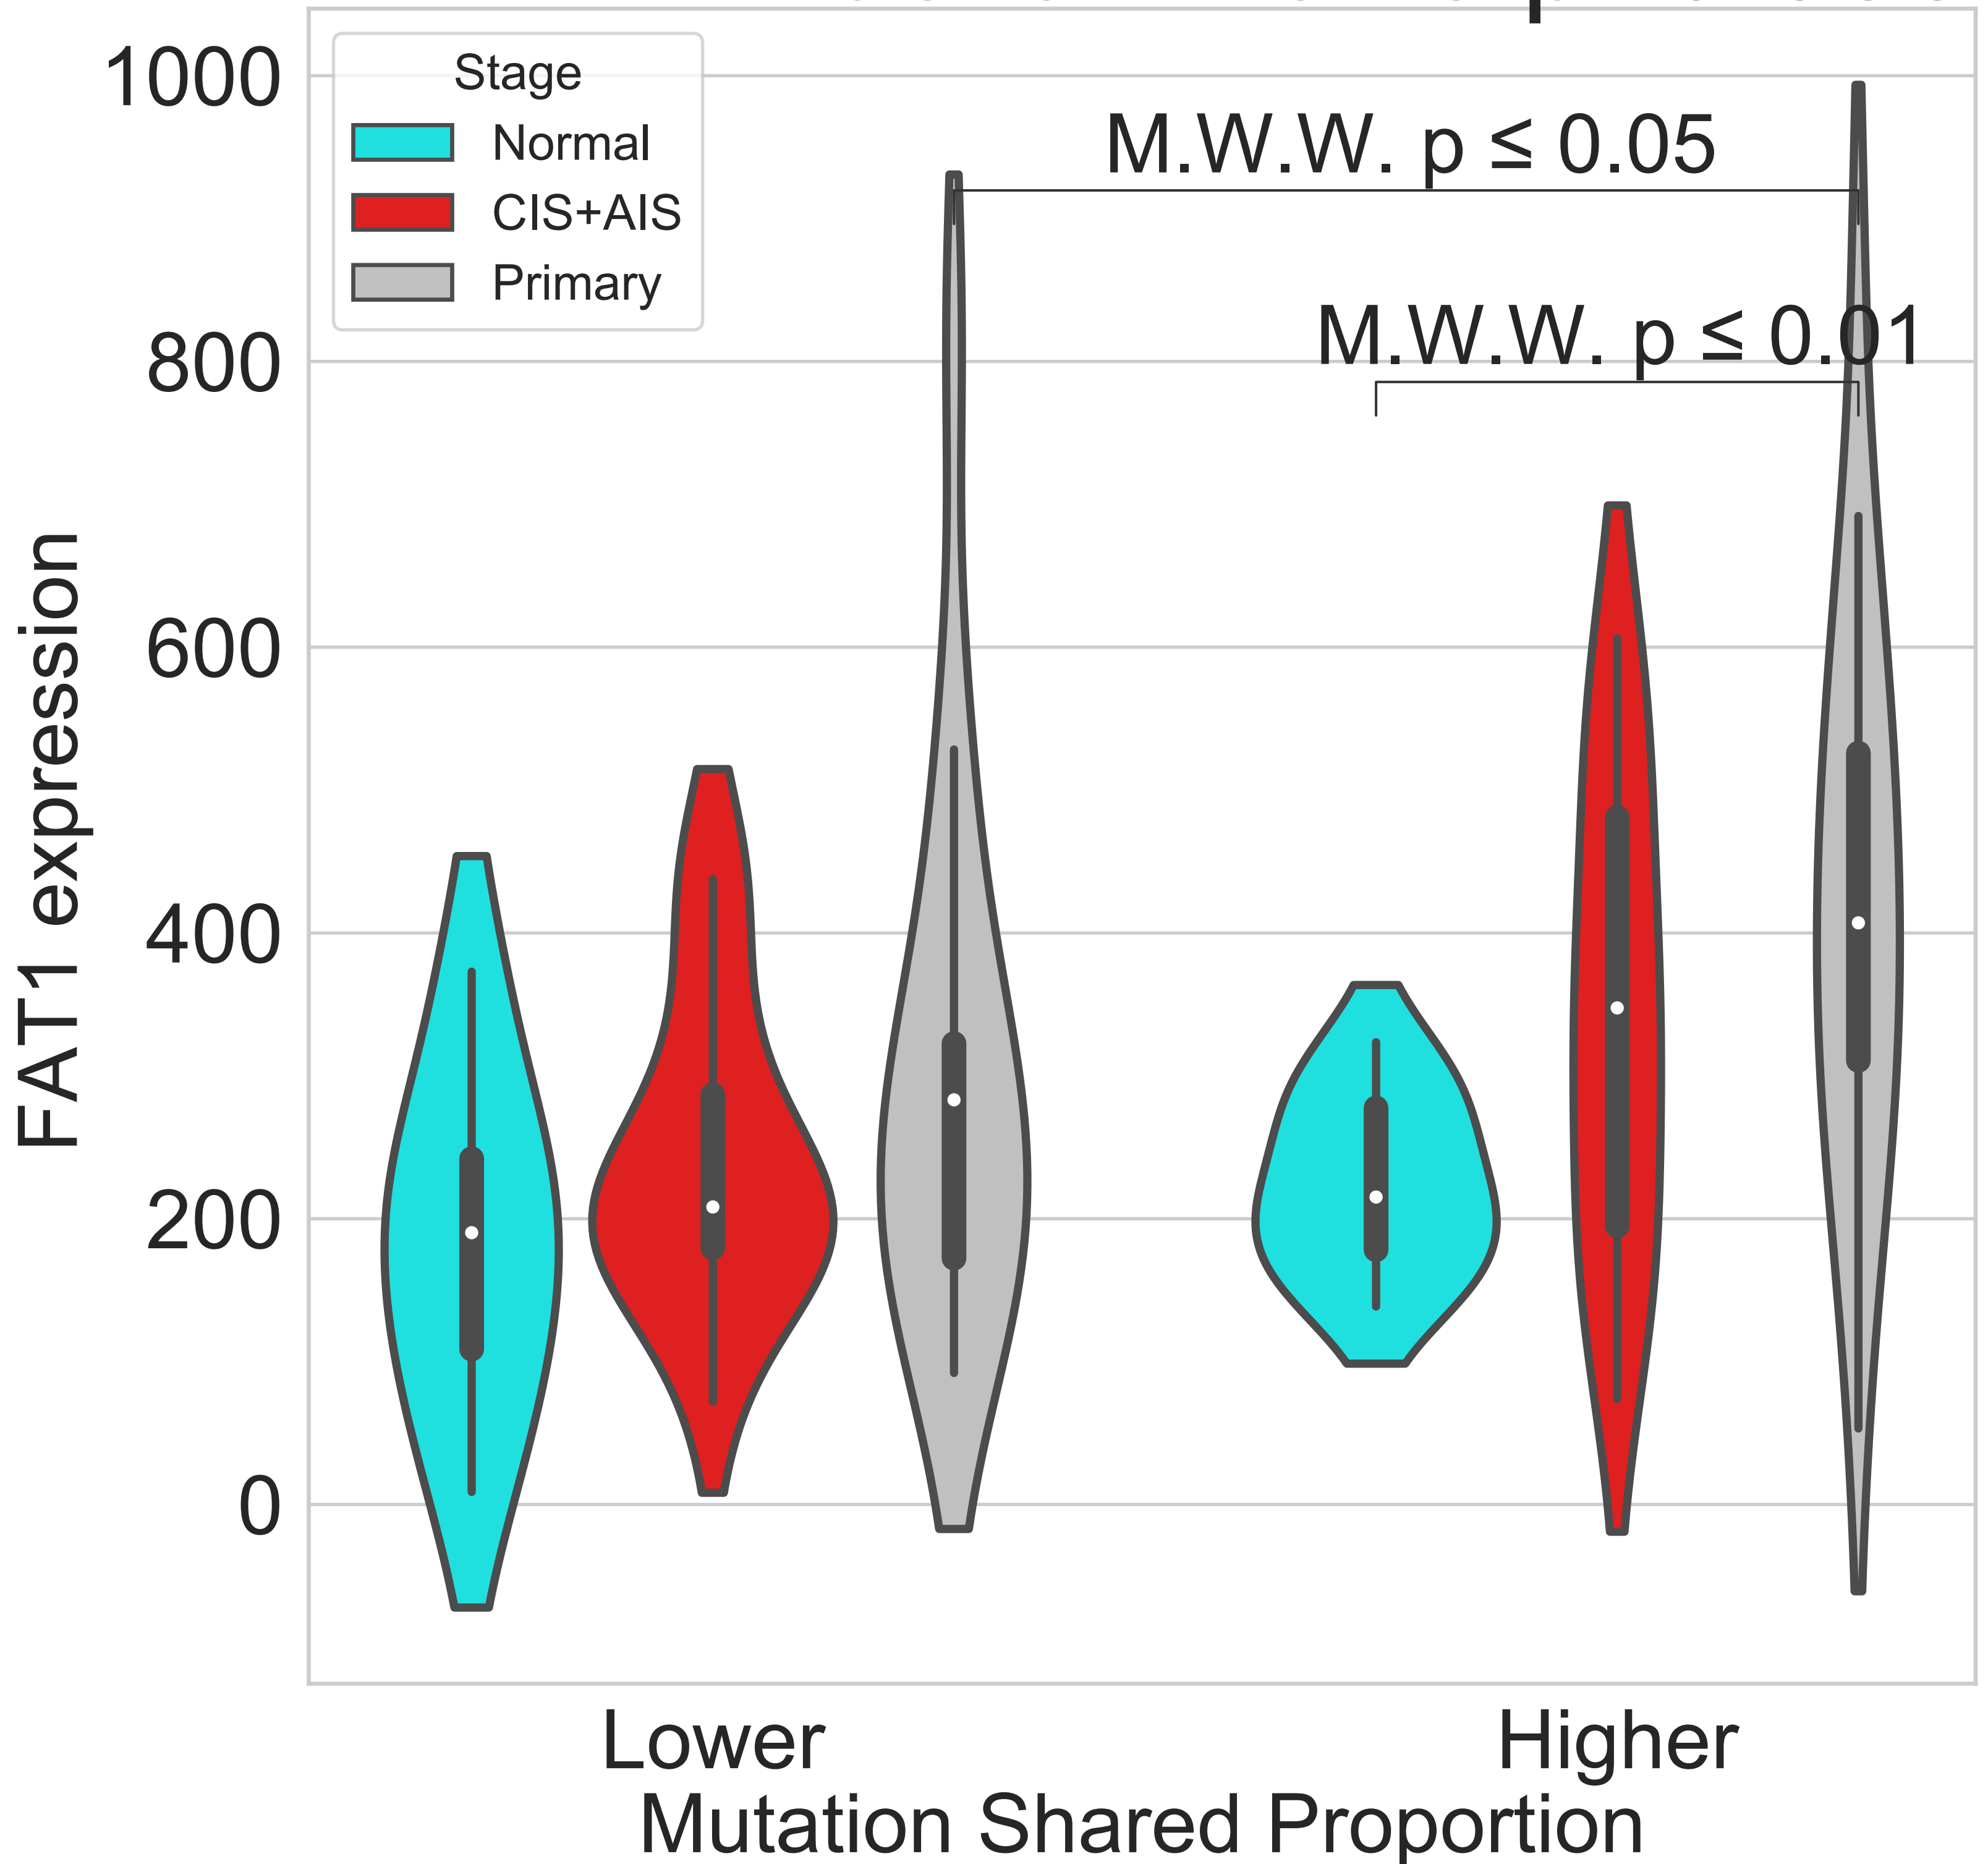 1000
800
600
400
200
0
FAT1 expression
Stage
Normal
CIS+AIS
Primary
M.W.W. p ≤ 0.05
M.W.W. p ≤ 0.01
Lower
Higher
Mutation Shared Proportion